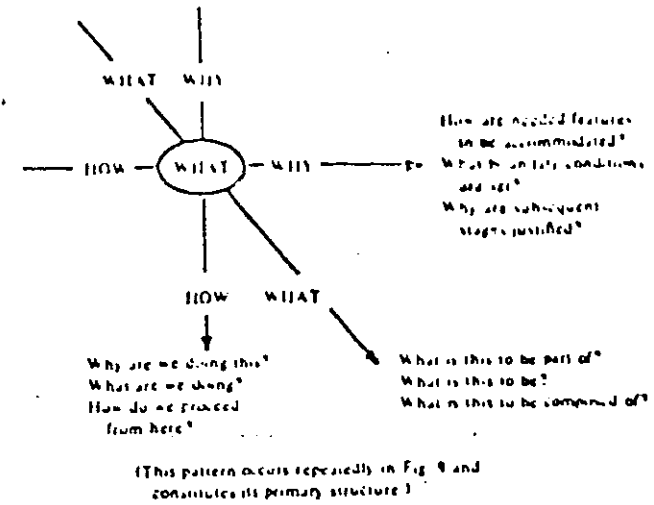 WHAT WHY
HOW WHAT WHY
How are needed features
to be accommodated?
What boundary conditions
are set?
Why are subsequent
stages justified?
HOW WHAT
Why are we doing this?
What are we doing?
How do we proceed
from here?
What is this to be part of?
What is this to be?
What is this to be composed of?
(This pattern occurs repeatedly in Fig. 9 and
constitutes its primary structure.)